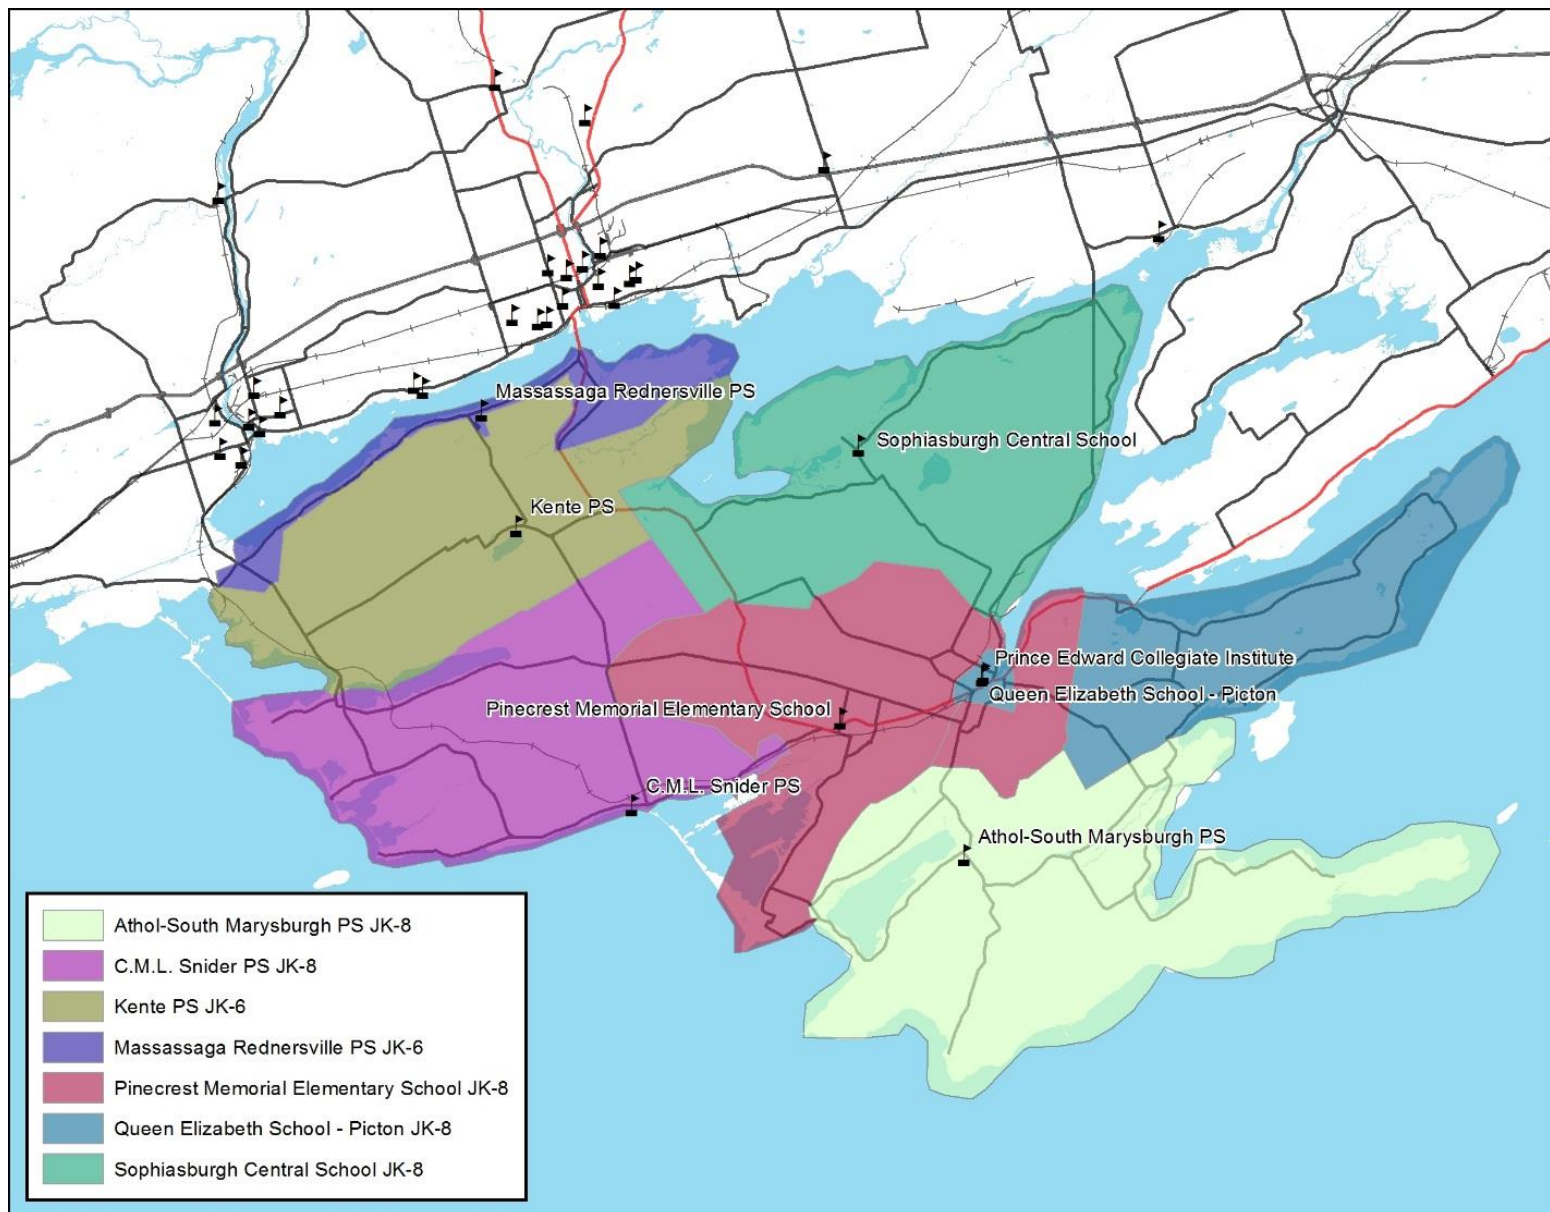 Massassaga Rednersville PS
Sophiasburgh Central School
Kente PS
Prince Edward Collegiate Institute
Queen Elizabeth School - Picton
Pinecrest Memorial Elementary School
C.M.L. Snider PS
Athol-South Marysburgh PS
Athol-South Marysburgh PS JK-8
C.M.L. Snider PS JK-8
Kente PS JK-6
Massassaga Rednersville PS JK-6
Pinecrest Memorial Elementary School JK-8
Queen Elizabeth School - Picton JK-8
Sophiasburgh Central School JK-8